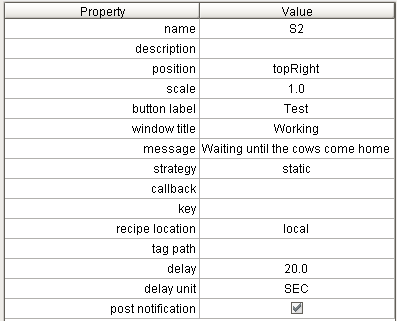 Property Value
name S2
description
position topRight
scale 1.0
button label Test
window title Working
message Waiting until the cows come home
strategy static
callback
key
recipe location local
tag path
delay 20.0
delay unit SEC
post notification